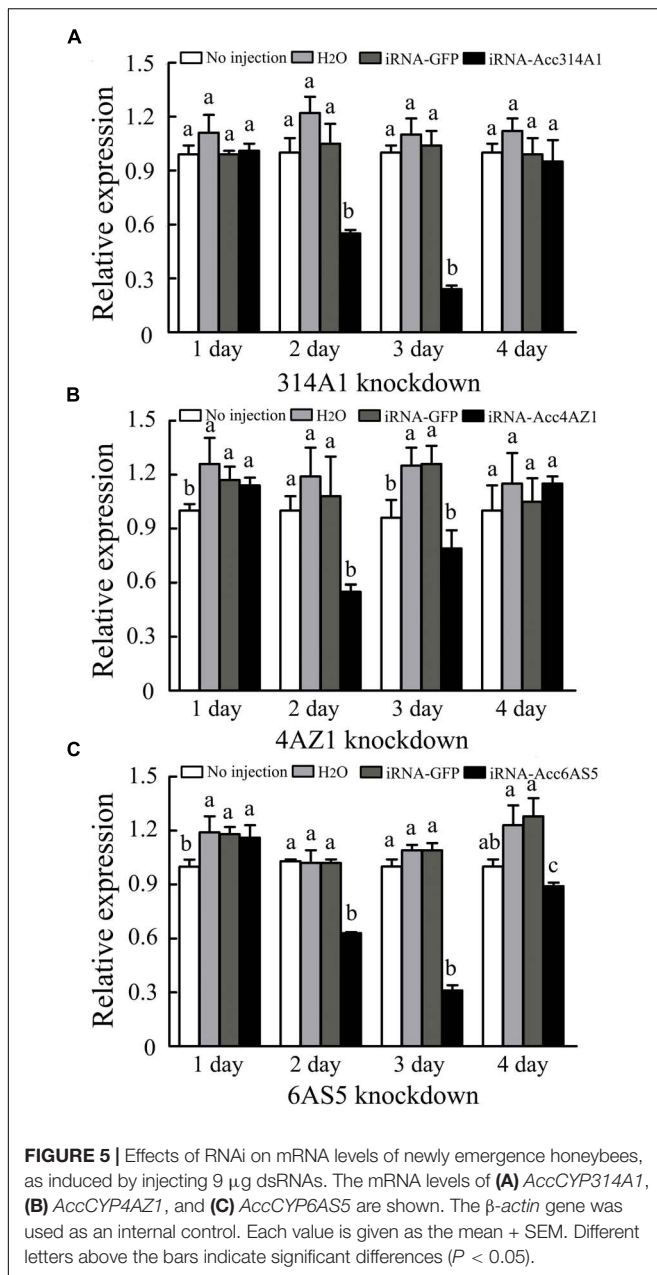 A
No injection H2O iRNA-GFP iRNA-Acc314A1
Relative expression
1.5
1.2
0.9
0.6
0.3
0
a a a a a a a b a a a b a a a a
1 day 2 day 3 day 4 day
314A1 knockdown
B
No injection H2O iRNA-GFP iRNA-Acc4AZ1
Relative expression
1.5
1.2
0.9
0.6
0.3
0
b a a a a a a b b a a b a a a a
1 day 2 day 3 day 4 day
4AZ1 knockdown
C
No injection H2O iRNA-GFP iRNA-Acc6AS5
Relative expression
1.5
1.2
0.9
0.6
0.3
0
b a a a a a a b a a a b ab a a c
1 day 2 day 3 day 4 day
6AS5 knockdown
FIGURE 5 | Effects of RNAi on mRNA levels of newly emergence honeybees,
as induced by injecting 9 μg dsRNAs. The mRNA levels of (A) AccCYP314A1,
(B) AccCYP4AZ1, and (C) AccCYP6AS5 are shown. The β-actin gene was
used as an internal control. Each value is given as the mean + SEM. Different
letters above the bars indicate significant differences (P < 0.05).